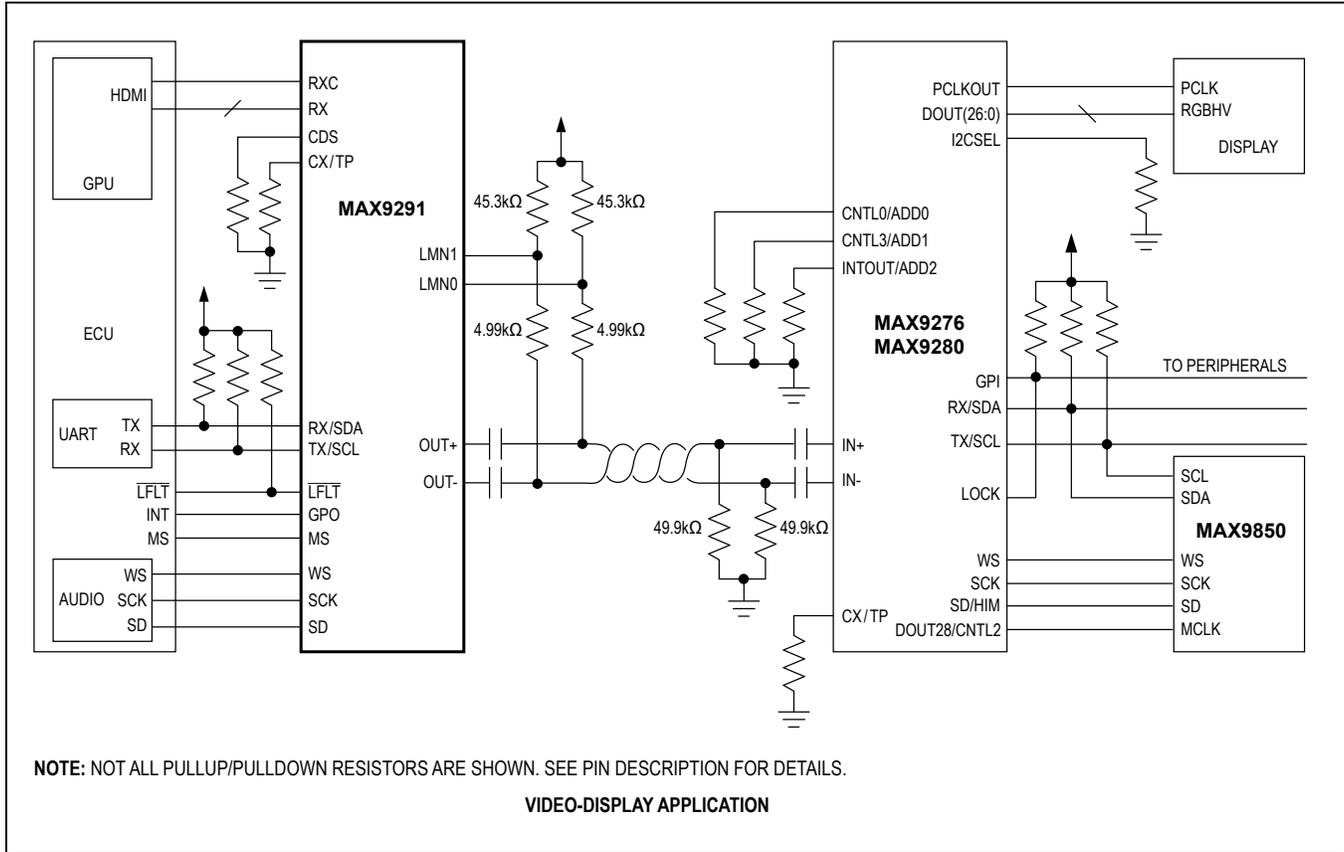 HDMI
GPU
ECU
UART
TX
RX
LFLT
INT
MS
AUDIO
WS
SCK
SD
RXC
RX
CDS
CX/TP
MAX9291
LMN1
LMN0
RX/SDA
TX/SCL
OUT+
OUT-
LFLT
GPO
MS
WS
SCK
SD
45.3kΩ
45.3kΩ
4.99kΩ
4.99kΩ
49.9kΩ
49.9kΩ
PCLKOUT
DOUT(26:0)
I2CSEL
CNTL0/ADD0
CNTL3/ADD1
INTOUT/ADD2
MAX9276
MAX9280
GPI
RX/SDA
TX/SCL
IN+
IN-
LOCK
WS
SCK
SD/HIM
CX/TP
DOUT28/CNTL2
PCLK
RGBHV
DISPLAY
TO PERIPHERALS
SCL
SDA
MAX9850
WS
SCK
SD
MCLK
NOTE: NOT ALL PULLUP/PULLDOWN RESISTORS ARE SHOWN. SEE PIN DESCRIPTION FOR DETAILS.
VIDEO-DISPLAY APPLICATION